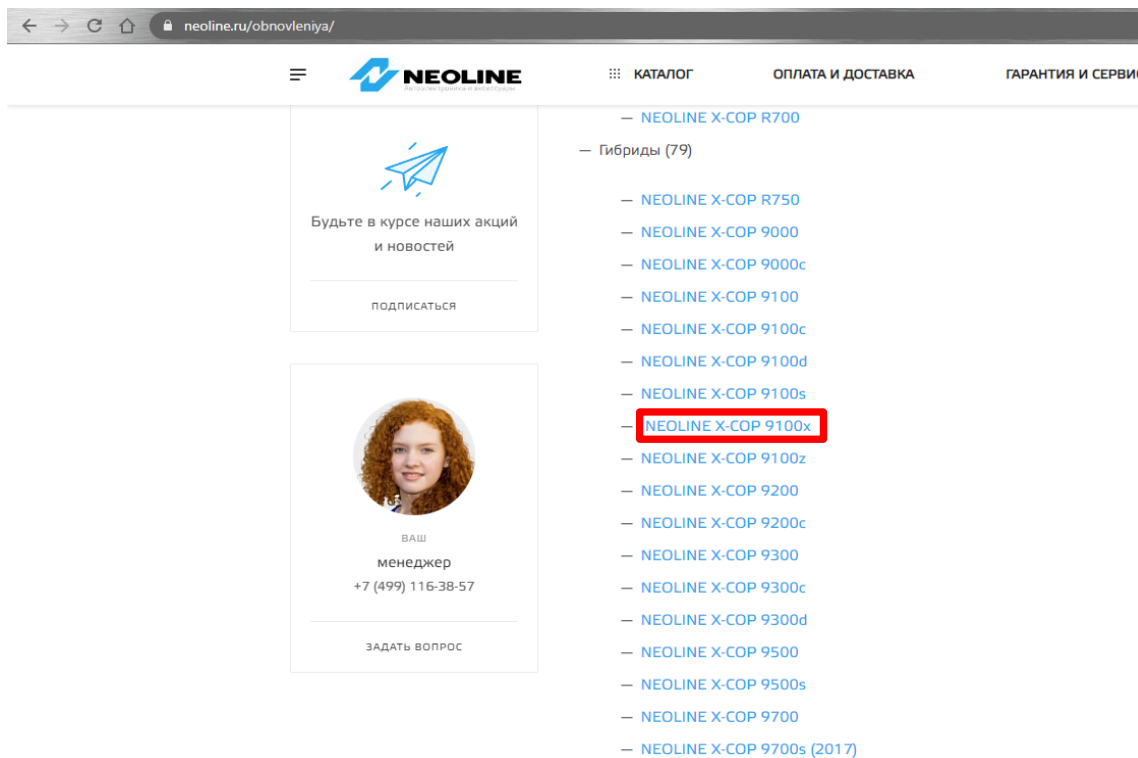 neoline.ru/obnovleniya/
NEOLINE
Автоэлектроника и аксессуары
КАТАЛОГ
ОПЛАТА И ДОСТАВКА
ГАРАНТИЯ И СЕРВИС
Будьте в курсе наших акций
и новостей
ПОДПИСАТЬСЯ
ВАШ
менеджер
+7 (499) 116-38-57
ЗАДАТЬ ВОПРОС
— NEOLINE X-COP R700
— Гибриды (79)
— NEOLINE X-COP R750
— NEOLINE X-COP 9000
— NEOLINE X-COP 9000c
— NEOLINE X-COP 9100
— NEOLINE X-COP 9100c
— NEOLINE X-COP 9100d
— NEOLINE X-COP 9100s
— NEOLINE X-COP 9100x
— NEOLINE X-COP 9100z
— NEOLINE X-COP 9200
— NEOLINE X-COP 9200c
— NEOLINE X-COP 9300
— NEOLINE X-COP 9300c
— NEOLINE X-COP 9300d
— NEOLINE X-COP 9500
— NEOLINE X-COP 9500s
— NEOLINE X-COP 9700
— NEOLINE X-COP 9700s (2017)